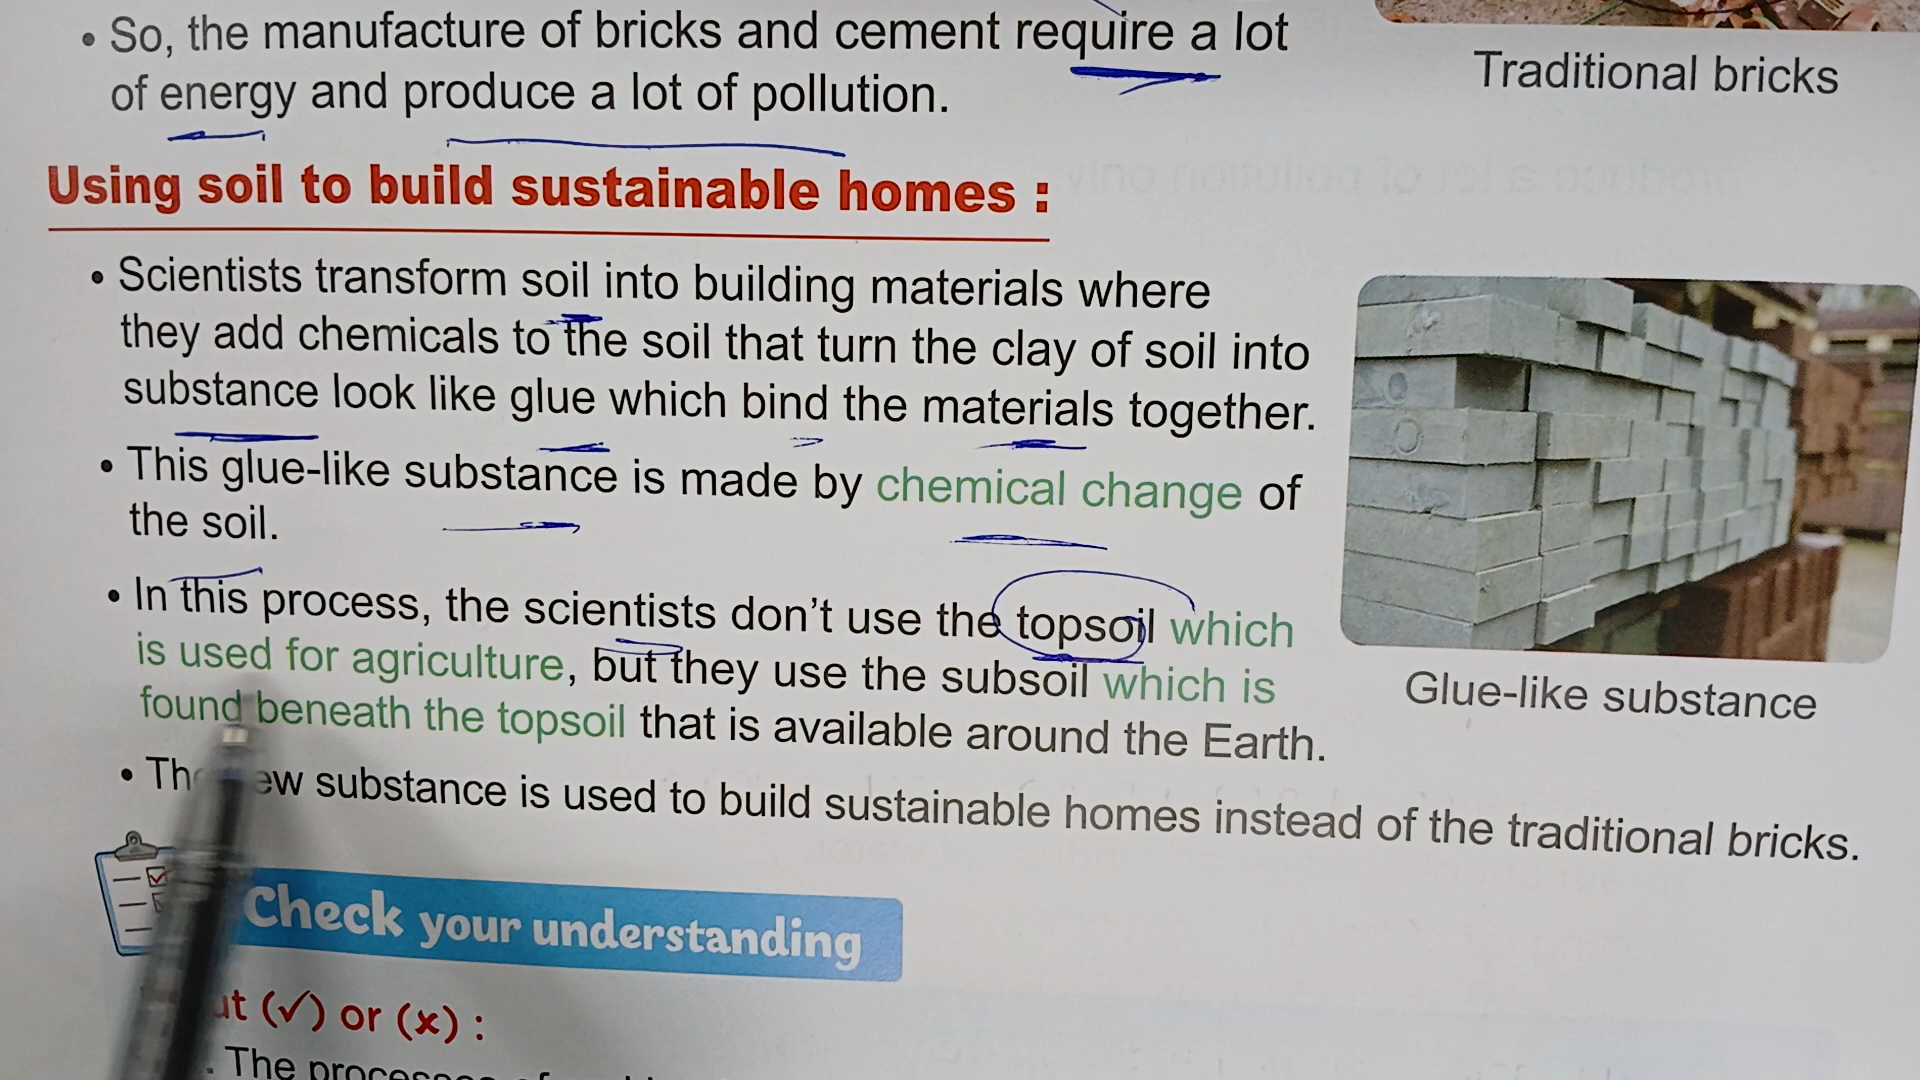 • So, the manufacture of bricks and cement require a lot
of energy and produce a lot of pollution.
Traditional bricks
Using soil to build sustainable homes :
• Scientists transform soil into building materials where
they add chemicals to the soil that turn the clay of soil into
substance look like glue which bind the materials together.
• This glue-like substance is made by chemical change of
the soil.
• In this process, the scientists don't use the topsoil which
is used for agriculture, but they use the subsoil which is
found beneath the topsoil that is available around the Earth.
Glue-like substance
• substance is used to build sustainable homes instead of the traditional bricks.
Check your understanding
(✓) or (x) :
The